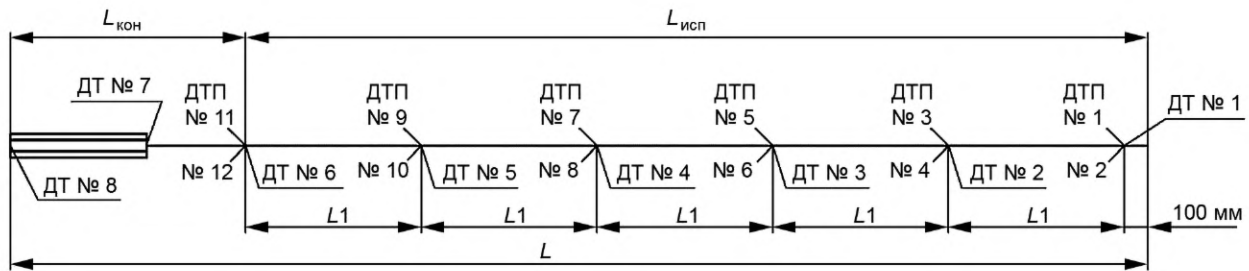 Lкон
Lисп
ДТ № 7
ДТП № 11
ДТП № 9
ДТП № 7
ДТП № 5
ДТП № 3
ДТП № 1
ДТ № 1
ДТ № 8
№ 12
ДТ № 6
№ 10
ДТ № 5
№ 8
ДТ № 4
№ 6
ДТ № 3
№ 4
ДТ № 2
№ 2
L1
L1
L1
L1
L1
100 мм
L